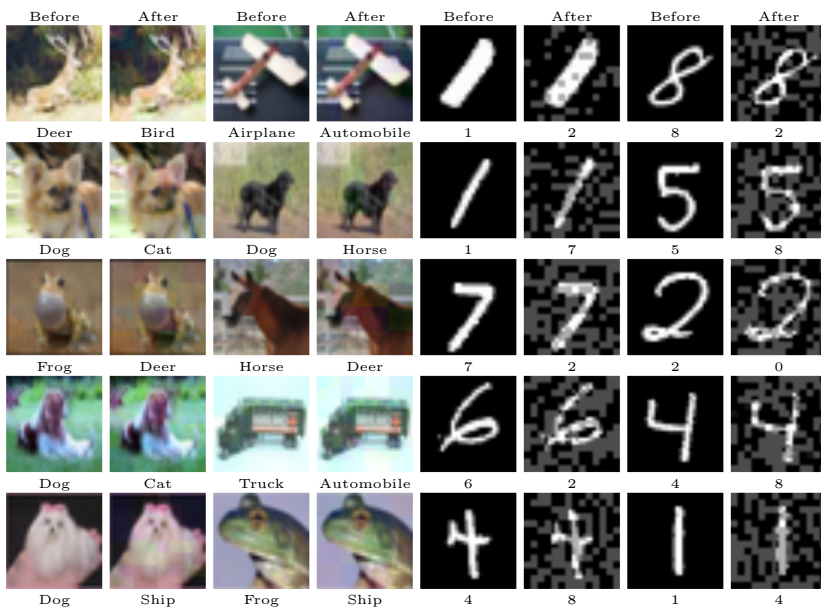 Before After Before After Before After Before After
Deer Bird Airplane Automobile 1 2 8 2
Dog Cat Dog Horse 1 7 5 8
Frog Deer Horse Deer 7 2 2 0
Dog Cat Truck Automobile 6 2 4 8
Dog Ship Frog Ship 4 8 1 4